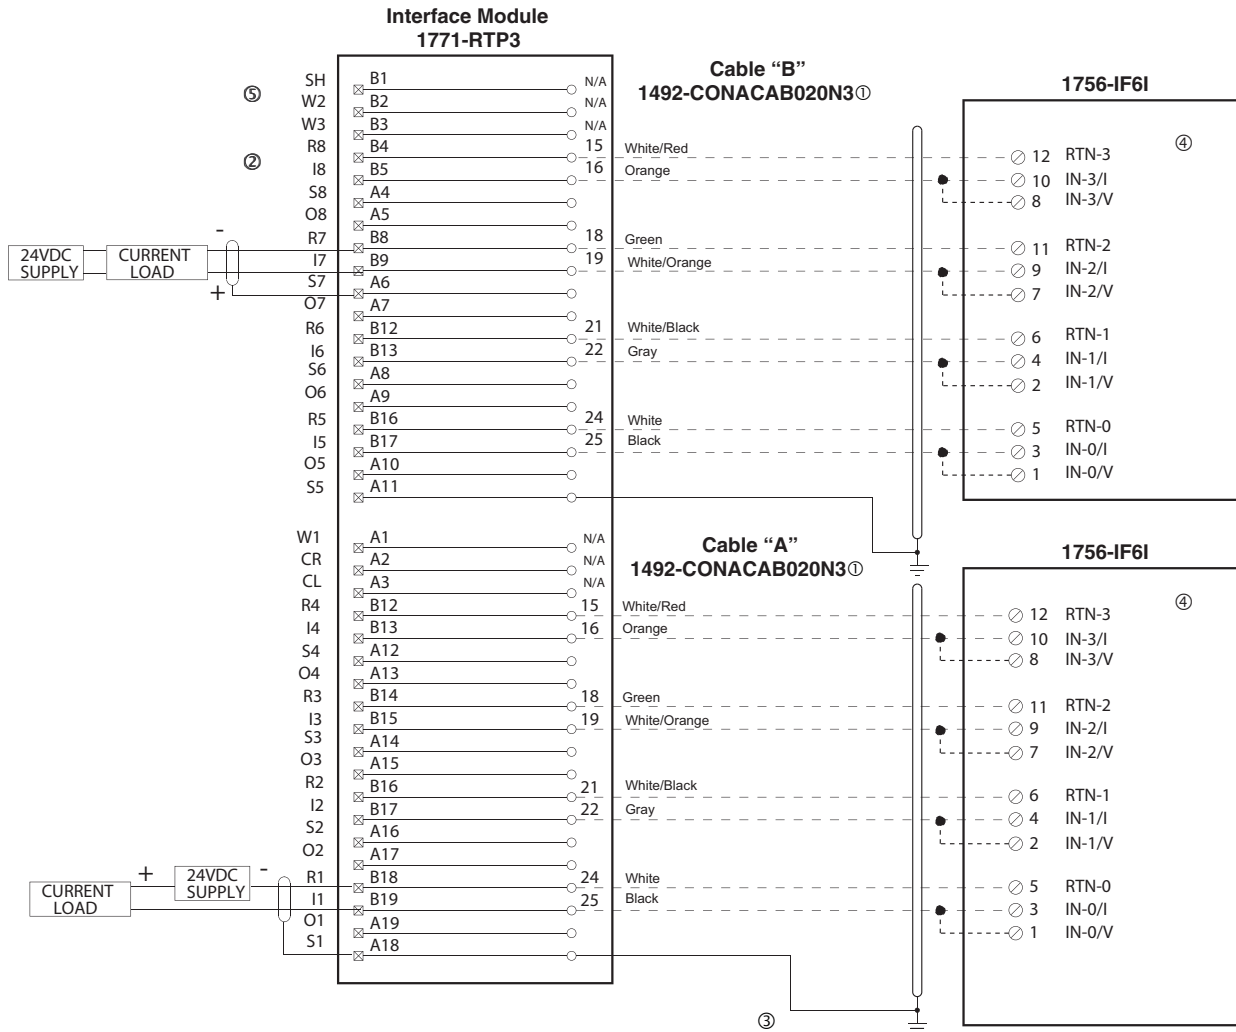 Interface Module
1771-RTP3
Cable “B”
1492-CONACAB020N3①
1756-IF6I
④
⑤
②
SH B1 N/A
W2 B2 N/A
W3 B3 N/A
R8 B4 15 White/Red 12 RTN-3
I8 B5 16 Orange 10 IN-3/I
S8 A4 8 IN-3/V
O8 A5
R7 B8 18 Green 11 RTN-2
I7 B9 19 White/Orange 9 IN-2/I
S7 A6 7 IN-2/V
O7 A7
R6 B12 21 White/Black 6 RTN-1
I6 B13 22 Gray 4 IN-1/I
S6 A8 2 IN-1/V
O6 A9
R5 B16 24 White 5 RTN-0
I5 B17 25 Black 3 IN-0/I
O5 A10 1 IN-0/V
S5 A11
24VDC
SUPPLY
CURRENT
LOAD
-
+
Cable “A”
1492-CONACAB020N3①
1756-IF6I
④
W1 A1 N/A
CR A2 N/A
CL A3 N/A
R4 B12 15 White/Red 12 RTN-3
I4 B13 16 Orange 10 IN-3/I
S4 A12 8 IN-3/V
O4 A13
R3 B14 18 Green 11 RTN-2
I3 B15 19 White/Orange 9 IN-2/I
S3 A14 7 IN-2/V
O3 A15
R2 B16 21 White/Black 6 RTN-1
I2 B17 22 Gray 4 IN-1/I
S2 A16 2 IN-1/V
O2 A17
R1 B18 24 White 5 RTN-0
I1 B19 25 Black 3 IN-0/I
O1 A19 1 IN-0/V
S1 A18
CURRENT
LOAD
+
24VDC
SUPPLY
-
③